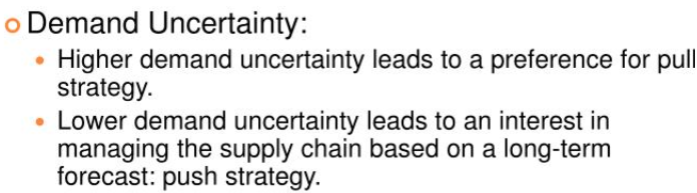 Demand Uncertainty:
Higher demand uncertainty leads to a preference for pull
strategy.
Lower demand uncertainty leads to an interest in
managing the supply chain based on a long-term
forecast: push strategy.